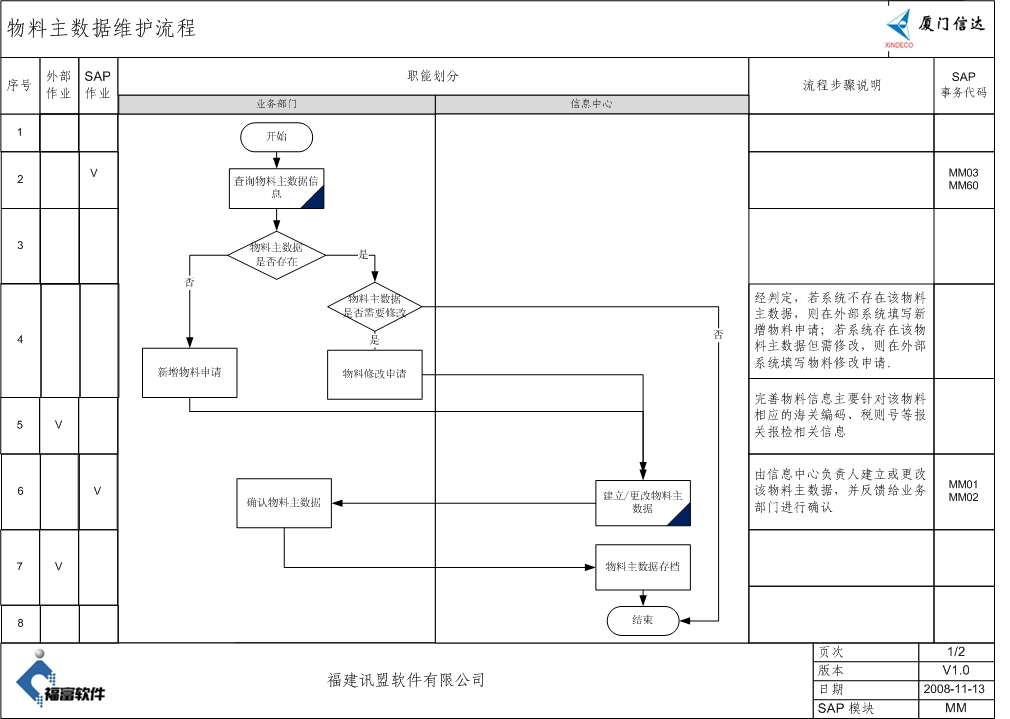 物料主数据维护流程
厦门信达
XINDECO
序号
外部
作业
SAP
作业
职能划分
业务部门
信息中心
流程步骤说明
SAP
事务代码
1
开始
2
V
查询物料主数据信
息
MM03
MM60
3
物料主数据
是否存在
是
否
4
物料主数据
是否需要修改
是
否
新增物料申请
物料修改申请
经判定，若系统不存在该物料
主数据，则在外部系统填写新
增物料申请；若系统存在该物
料主数据但需修改，则在外部
系统填写物料修改申请.
5
V
完善物料信息主要针对该物料
相应的海关编码、税则号等报
关报检相关信息
6
V
确认物料主数据
建立/更改物料主
数据
由信息中心负责人建立或更改
该物料主数据，并反馈给业务
部门进行确认
MM01
MM02
7
V
物料主数据存档
8
结束
福富软件
福建讯盟软件有限公司
页次
1/2
版本
V1.0
日期
2008-11-13
SAP 模块
MM